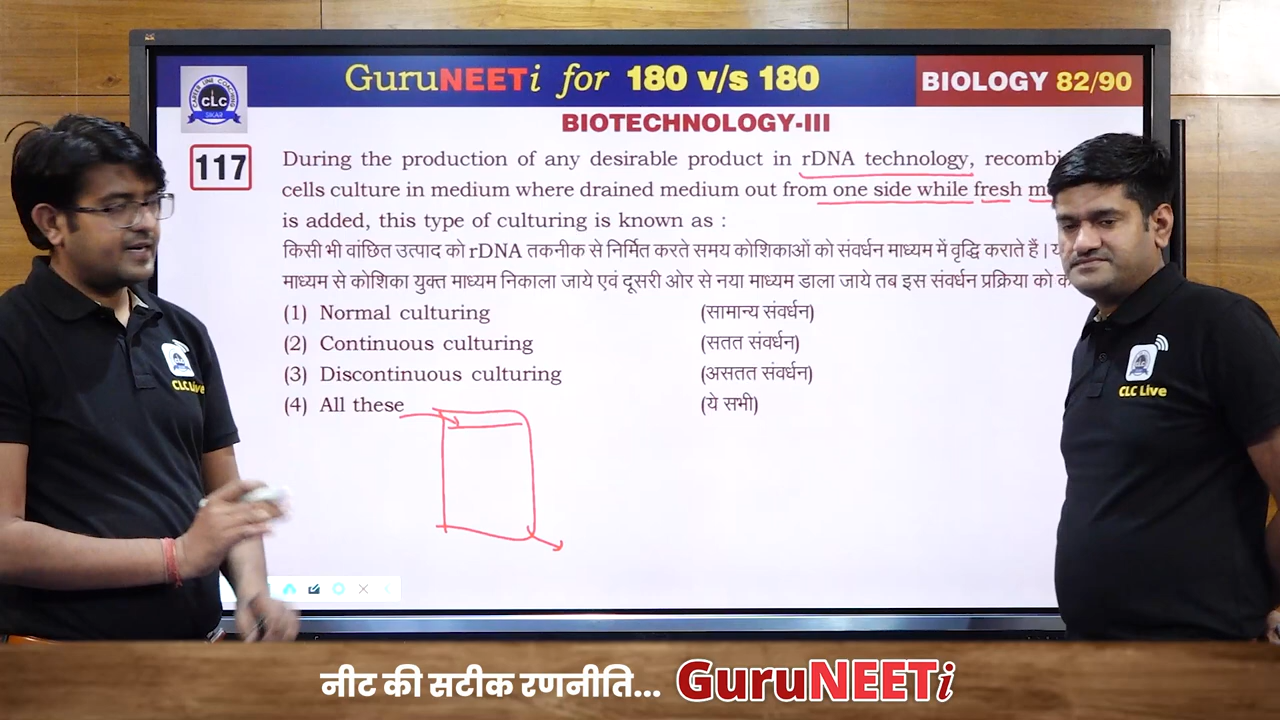 GuruNEETi for 180 v/s 180
BIOLOGY 82/90
CLC
SIKAR
BIOTECHNOLOGY-III
117
During the production of any desirable product in rDNA technology,
cells culture in medium where drained medium out from one side while fresh
is added, this type of culturing is known as :
किसी भी वांछित उत्पाद को rDNA तकनीक से निर्मित करते समय कोशिकाओं को संवर्धन माध्यम में वृद्धि कराते हैं।
माध्यम से कोशिका युक्त माध्यम निकाला जाये एवं दूसरी ओर से नया माध्यम डाला जाये तब इस संवर्धन प्रक्रिया को
(1) Normal culturing (सामान्य संवर्धन)
(2) Continuous culturing (सतत संवर्धन)
(3) Discontinuous culturing (असतत संवर्धन)
(4) All these (ये सभी)
CLC Live
CLC Live
नीट की सटीक रणनीति... GuruNEETi